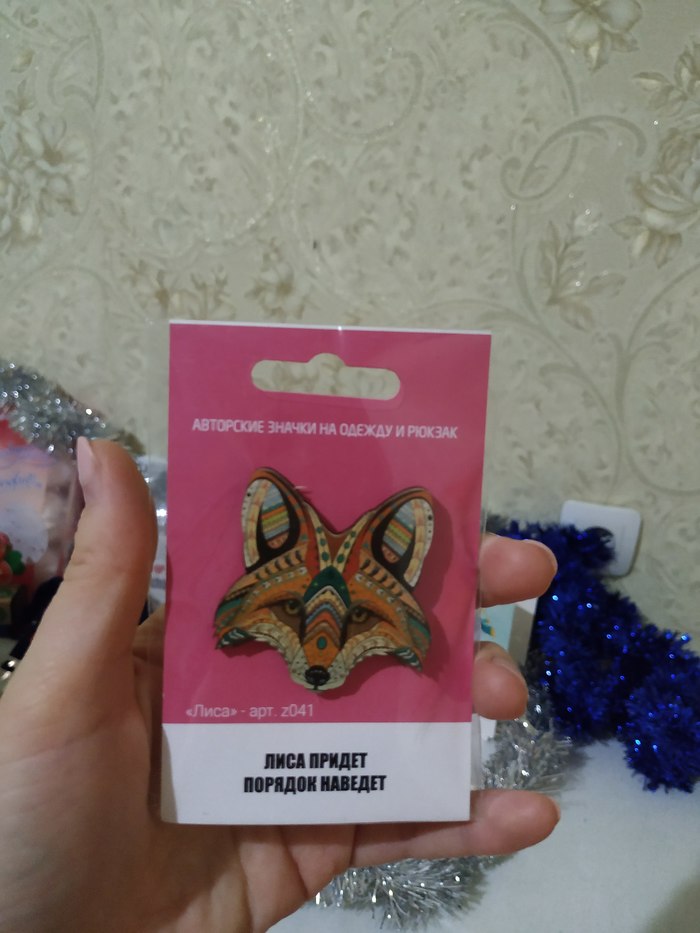 АВТОРСКИЕ ЗНАЧКИ НА ОДЕЖДУ И РЮКЗАК
«Лиса» - арт. z041
ЛИСА ПРИДЕТ
ПОРЯДОК НАВЕДЕТ